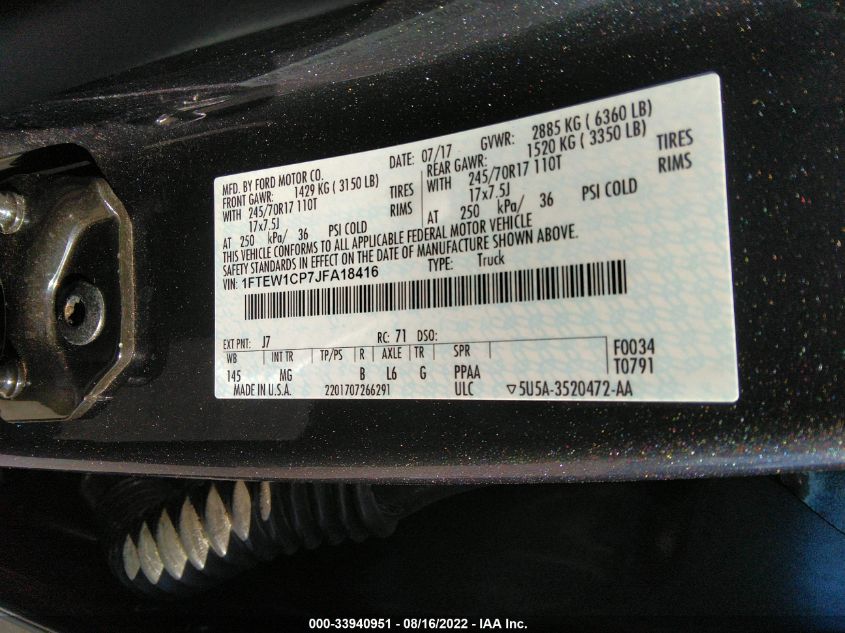 MFD. BY FORD MOTOR CO.
DATE: 07/17 GVWR: 2885 KG ( 6360 LB)
FRONT GAWR: 1429 KG ( 3150 LB) REAR GAWR: 1520 KG ( 3350 LB)
WITH 245/70R17 110T TIRES WITH 245/70R17 110T TIRES
17x7.5J RIMS 17x7.5J RIMS
AT 250 kPa/ 36 PSI COLD AT 250 kPa/ 36 PSI COLD
THIS VEHICLE CONFORMS TO ALL APPLICABLE FEDERAL MOTOR VEHICLE
SAFETY STANDARDS IN EFFECT ON THE DATE OF MANUFACTURE SHOWN ABOVE.
VIN: 1FTEW1CP7JFA18416 TYPE: Truck
EXT PNT: J7 RC: 71 DSO: F0034
WB INT TR TP/PS R AXLE TR SPR T0791
145 MG B L6 G PPAA
MADE IN U.S.A. 2201707266291 ULC ▽5U5A-3520472-AA
000-33940951 - 08/16/2022 - IAA Inc.